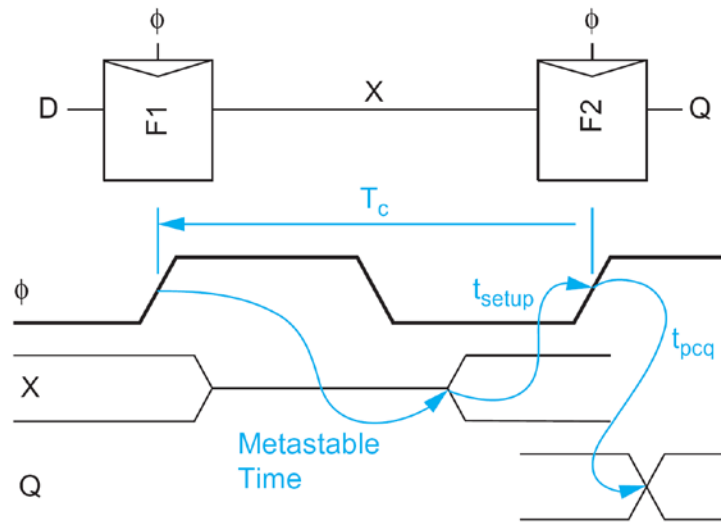 ϕ ϕ
D F1 X F2 Q
T_c
ϕ
t_setup
t_pcq
X
Metastable
Time
Q